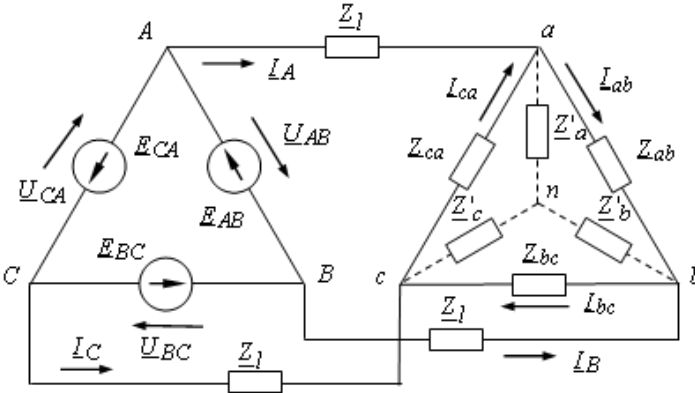 Z_l
A a
I_A I_ca I_ab
E_CA U_AB Z_ca Z'_a Z_ab
U_CA E_AB Z'_c n Z'_b
E_BC Z_bc
C B c b
U_BC Z_l I_bc
I_C Z_l I_B